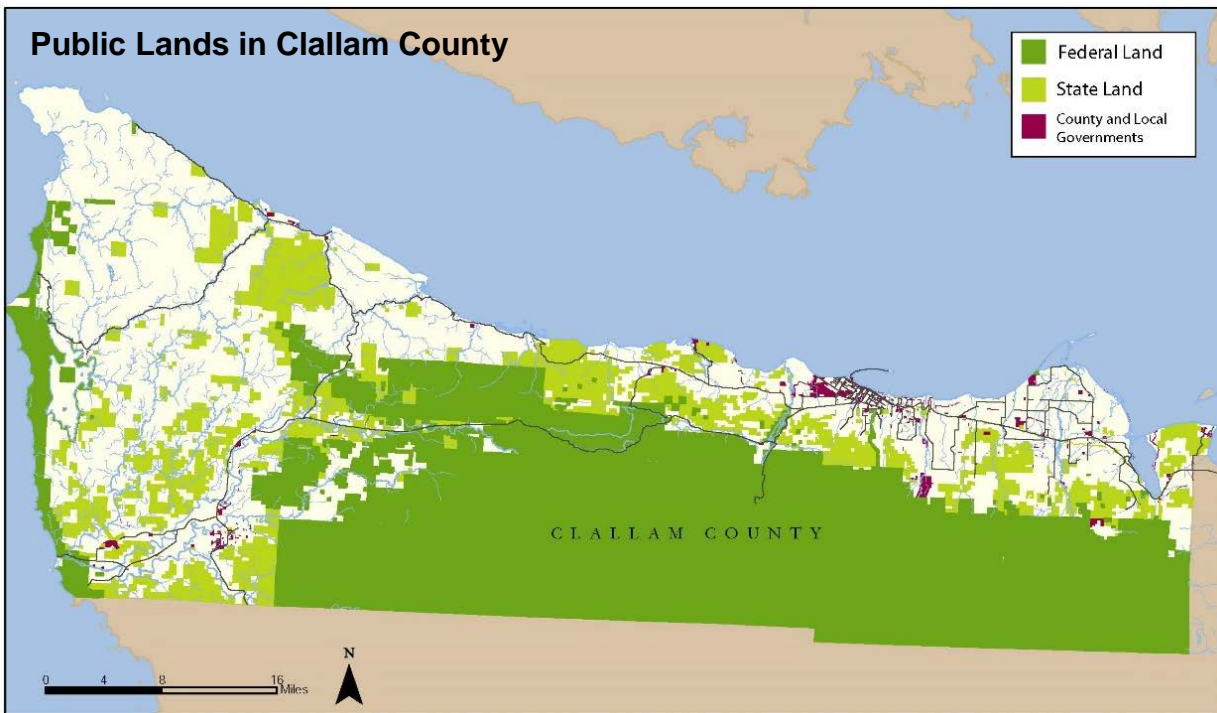 Public Lands in Clallam County
Federal Land
State Land
County and Local
Governments
CLALLAM COUNTY
N
0 4 8 16
Miles